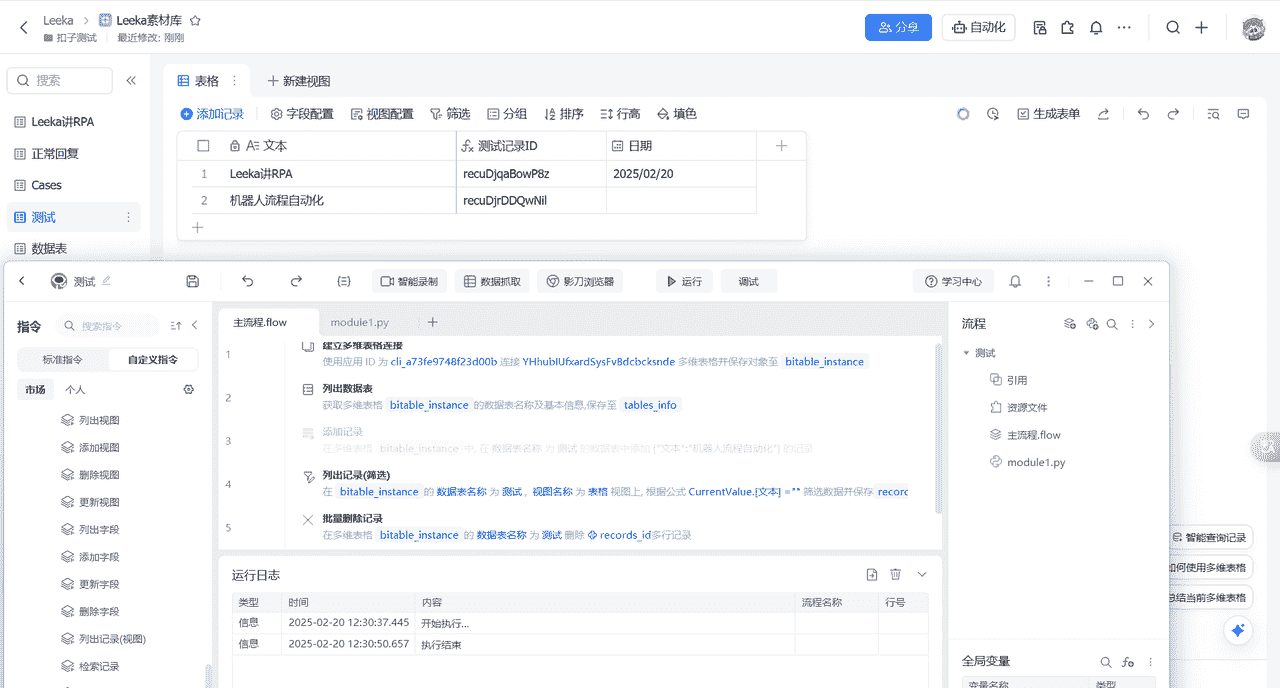 Leeka > Leeka素材库
扣子测试 最近修改: 刚刚
分享 自动化
搜索
表格 新建视图
添加记录 字段配置 视图配置 筛选 分组 排序 行高 填色 生成表单
Leeka讲RPA
正常回复
Cases
测试
数据表
文本 测试记录ID 日期
1 Leeka讲RPA recuDjqaBowP8z 2025/02/20
2 机器人流程自动化 recuDjrDDQwNil
测试 智能录制 数据抓取 影刀浏览器 运行 调试 学习中心
指令 搜索指令
标准指令 自定义指令
市场 个人
列出视图
添加视图
删除视图
更新视图
列出字段
添加字段
更新字段
删除字段
列出记录(视图)
检索记录
主流程.flow module1.py
1 建立多维表格连接
使用应用 ID 为 cli_a73fe9748f23d00b 连接 YHhubIUfxardSysFvBdcbcksnde 多维表格并保存对象至 bitable_instance
2 列出数据表
获取多维表格 bitable_instance 的数据表名称及基本信息,保存至 tables_info
3 添加记录
在多维表格 bitable_instance 中, 在 数据表名称 为 测试 的数据表中添加 {"文本":"机器人流程自动化"} 的记录
4 列出记录(筛选)
在 bitable_instance 的 数据表名称 为 测试 , 视图名称 为 表格 视图上, 根据公式 CurrentValue.[文本] ="" 筛选数据并保存 recorc
5 批量删除记录
在多维表格 bitable_instance 的 数据表名称 为 测试 删除 records_id多行记录
运行日志
类型 时间 内容 流程名称 行号
信息 2025-02-20 12:30:37.445 开始执行...
信息 2025-02-20 12:30:50.657 执行结束
流程
测试
引用
资源文件
主流程.flow
module1.py
全局变量
变量名称 类型
智能查询记录
如何使用多维表格
总结当前多维表格